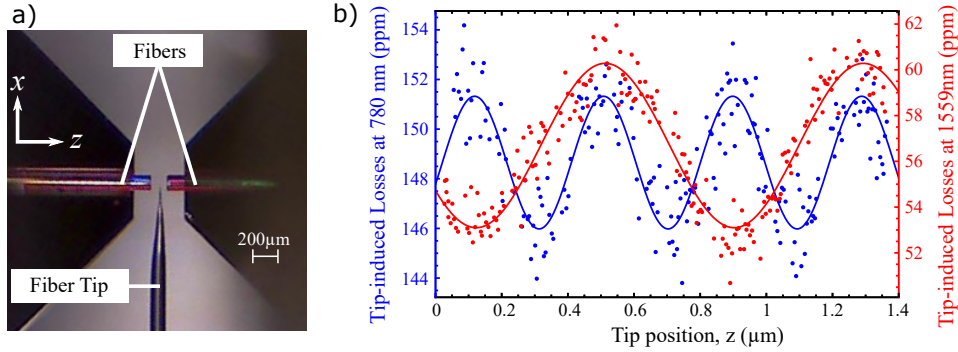 a)
Fibers
x
z
200µm
Fiber Tip
b)
Tip-induced Losses at 780 nm (ppm)
154
152
150
148
146
144
62
60
58
56
54
52
Tip-induced Losses at 1559nm (ppm)
0 0.2 0.4 0.6 0.8 1 1.2 1.4
Tip position, z (µm)